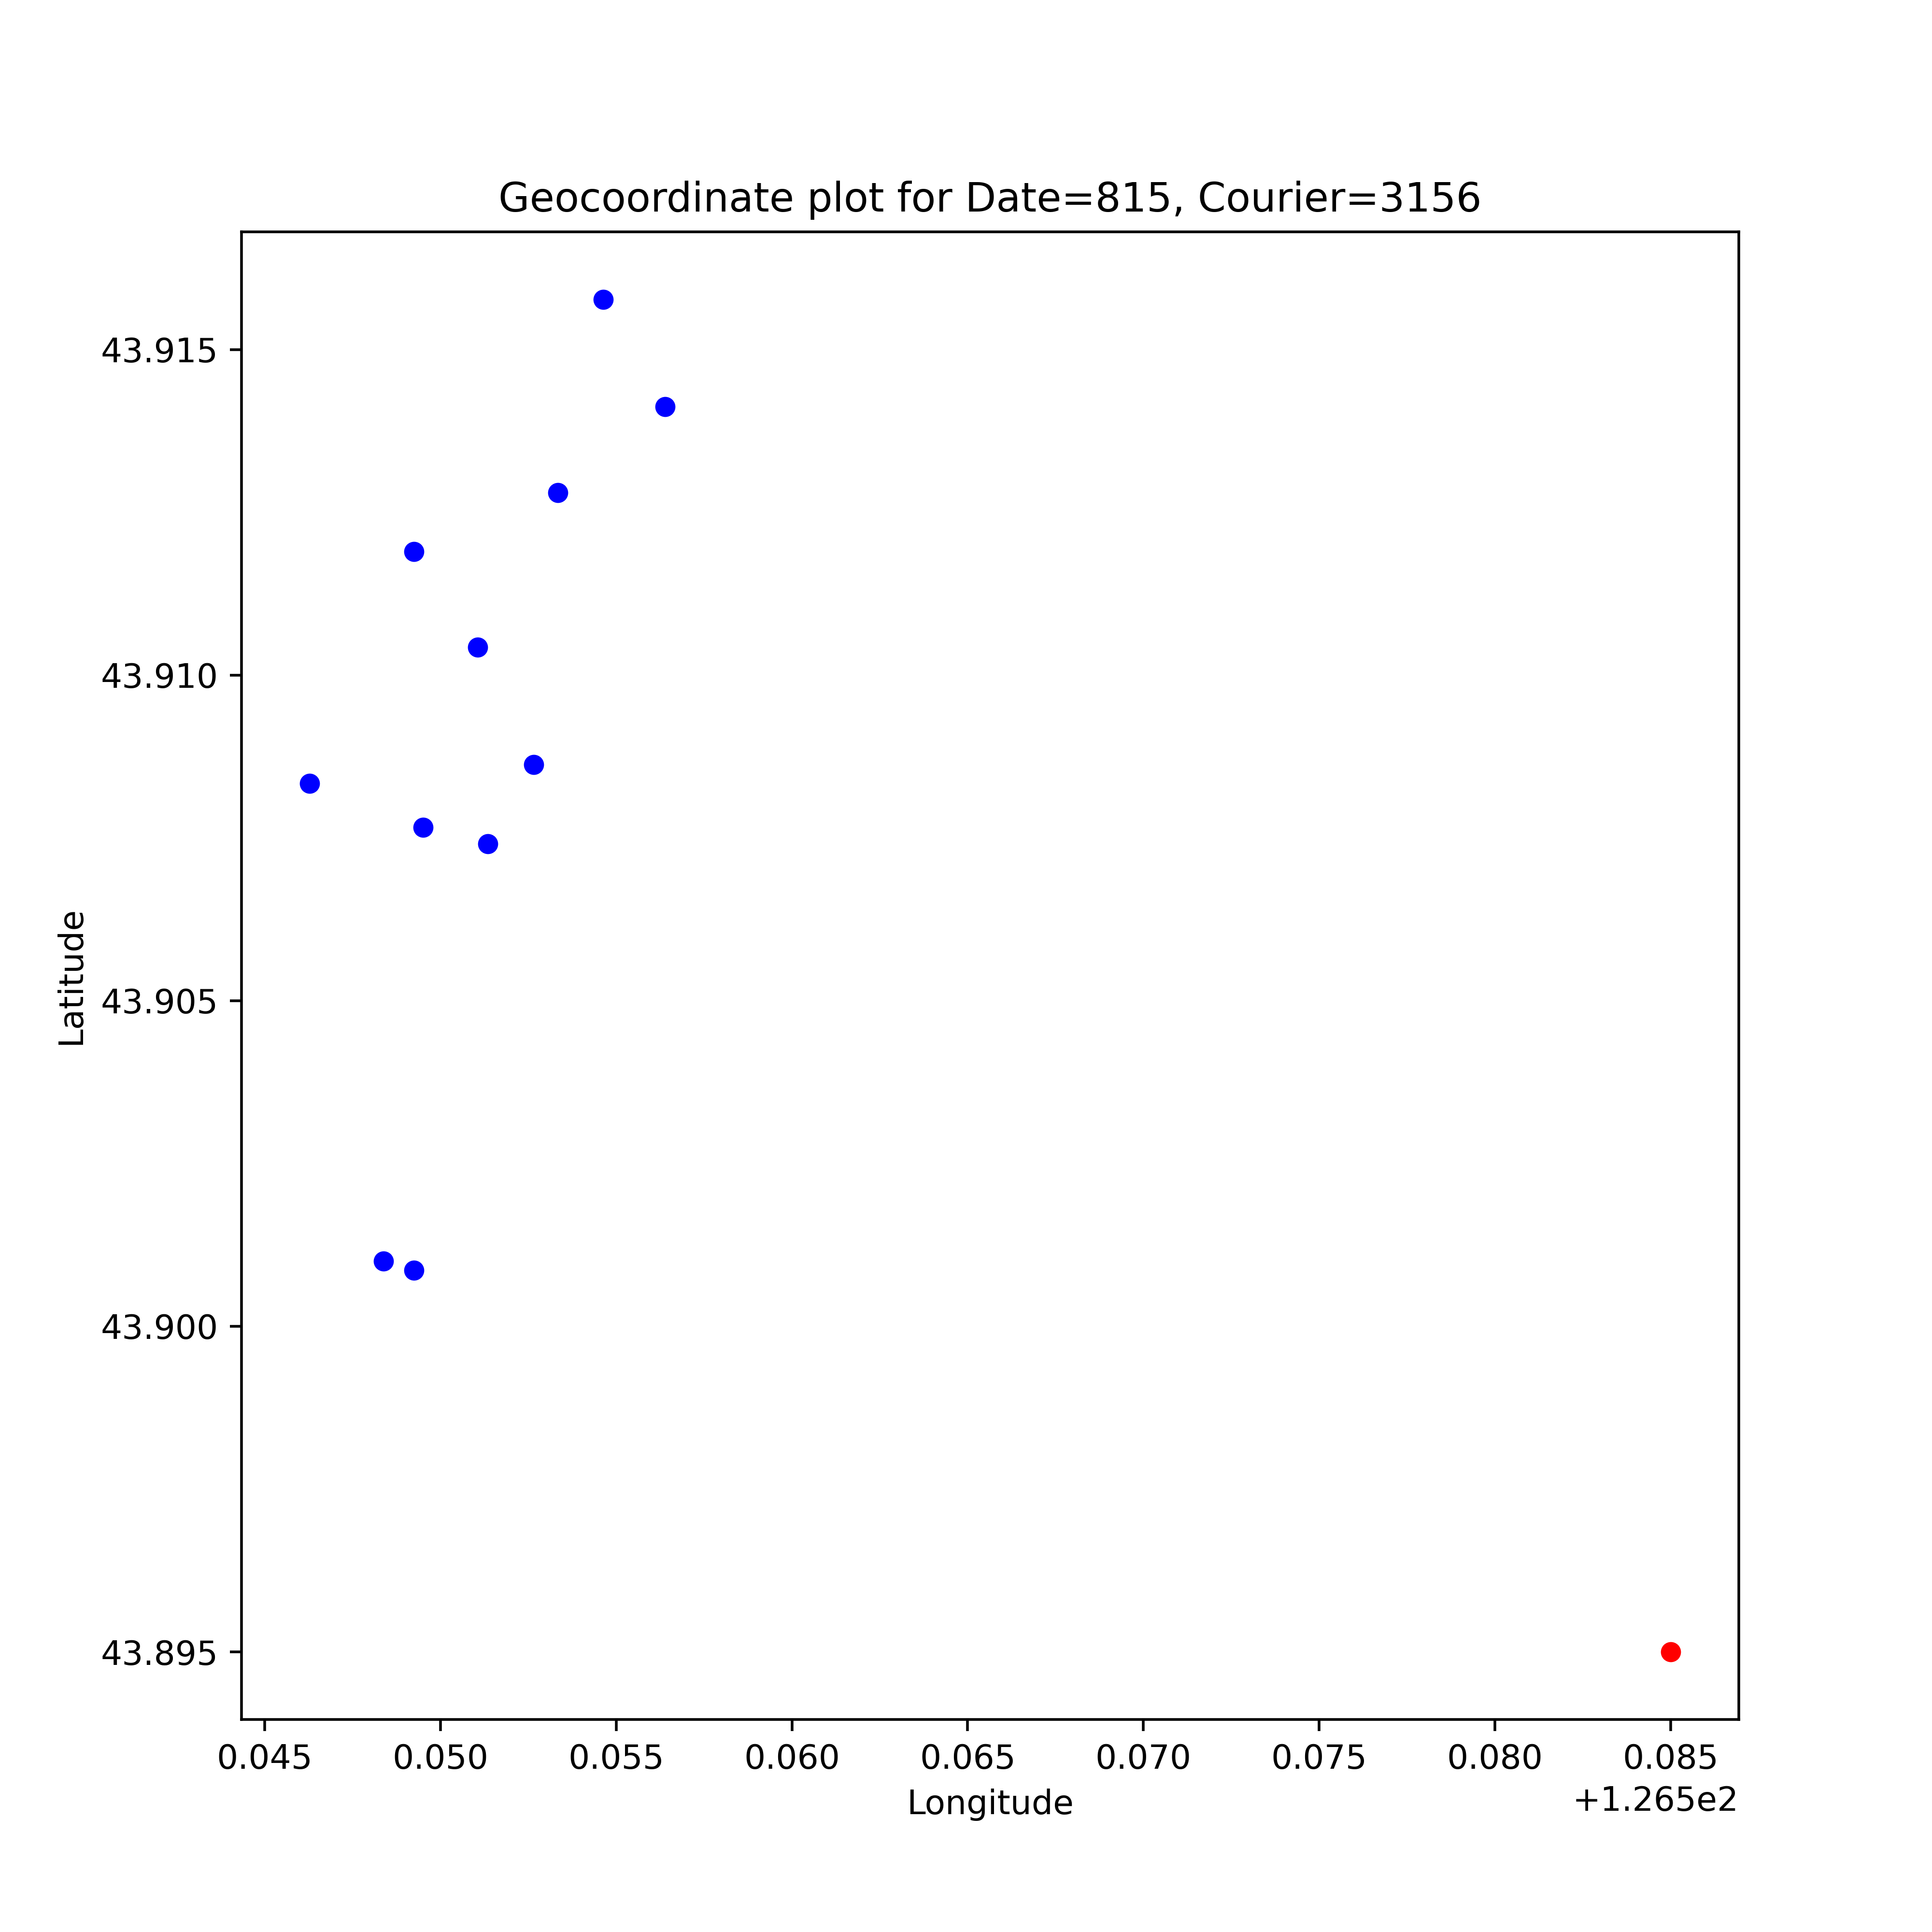 Geocoordinate plot for Date=815, Courier=3156
43.915
43.910
43.905
43.900
43.895
Latitude
0.045 0.050 0.055 0.060 0.065 0.070 0.075 0.080 0.085
+1.265e2
Longitude